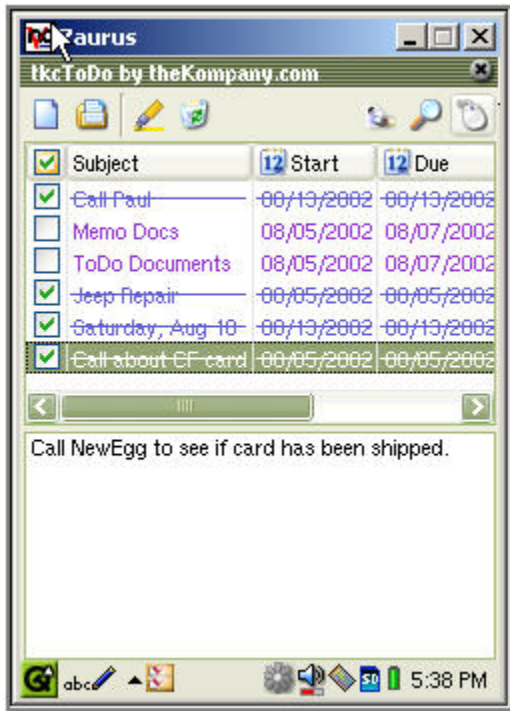 Zaurus
tkcToDo by theKompany.com
Subject 12 Start 12 Due
Call Paul 08/13/2002 08/13/2002
Memo Docs 08/05/2002 08/07/2002
ToDo Documents 08/05/2002 08/07/2002
Jeep Repair 08/05/2002 08/05/2002
Saturday, Aug 10 08/13/2002 08/13/2002
Call about CF card 08/05/2002 08/05/2002
Call NewEgg to see if card has been shipped.
abc SD 5:38 PM